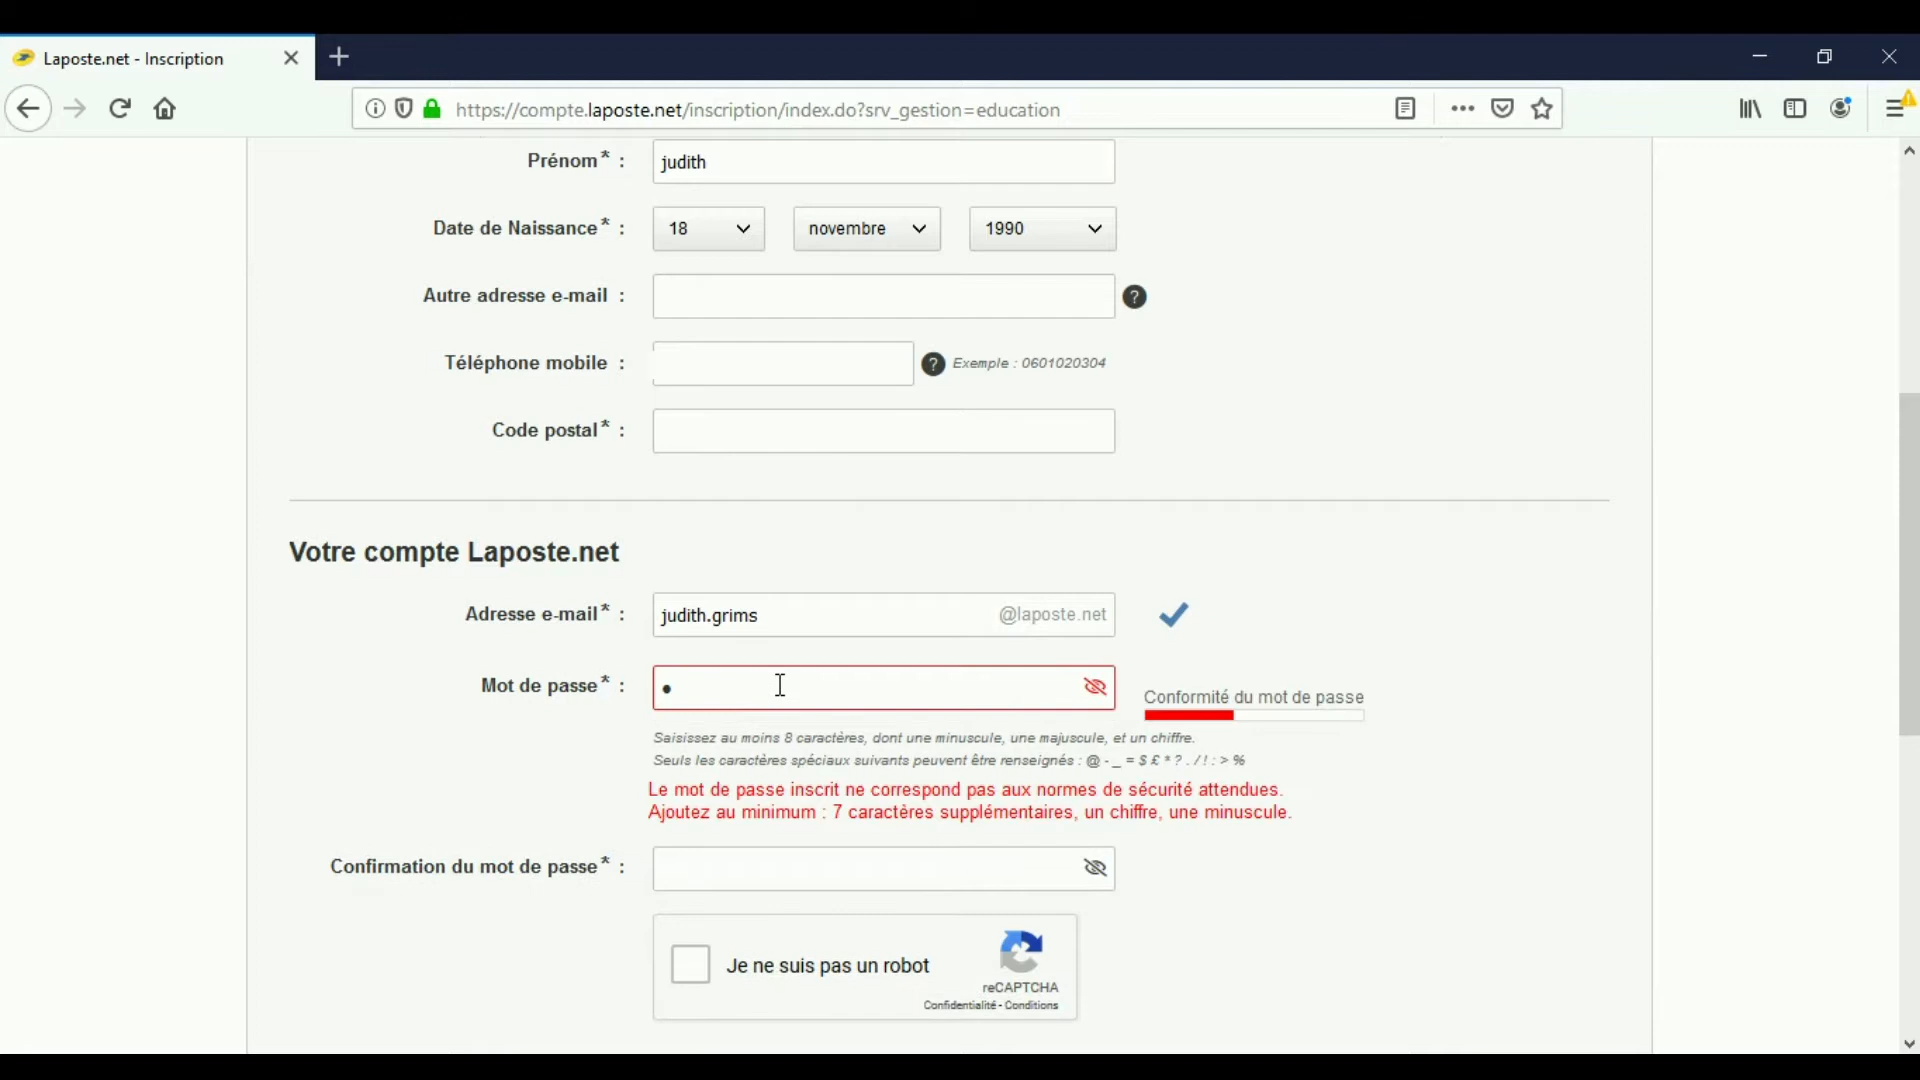 Laposte.net - Inscription
https://compte.laposte.net/inscription/index.do?srv_gestion=education
Prénom* : judith
Date de Naissance* : 18 novembre 1990
Autre adresse e-mail : ?
Téléphone mobile : ? Exemple : 0601020304
Code postal* :
Votre compte Laposte.net
Adresse e-mail* : judith.grims @laposte.net
Mot de passe* : ● Conformité du mot de passe
Saisissez au moins 8 caractères, dont une minuscule, une majuscule, et un chiffre.
Seuls les caractères spéciaux suivants peuvent être renseignés : @ - _ = $ £ * ? . / ! : > %
Le mot de passe inscrit ne correspond pas aux normes de sécurité attendues.
Ajoutez au minimum : 7 caractères supplémentaires, un chiffre, une minuscule.
Confirmation du mot de passe* :
Je ne suis pas un robot
reCAPTCHA
Confidentialité - Conditions